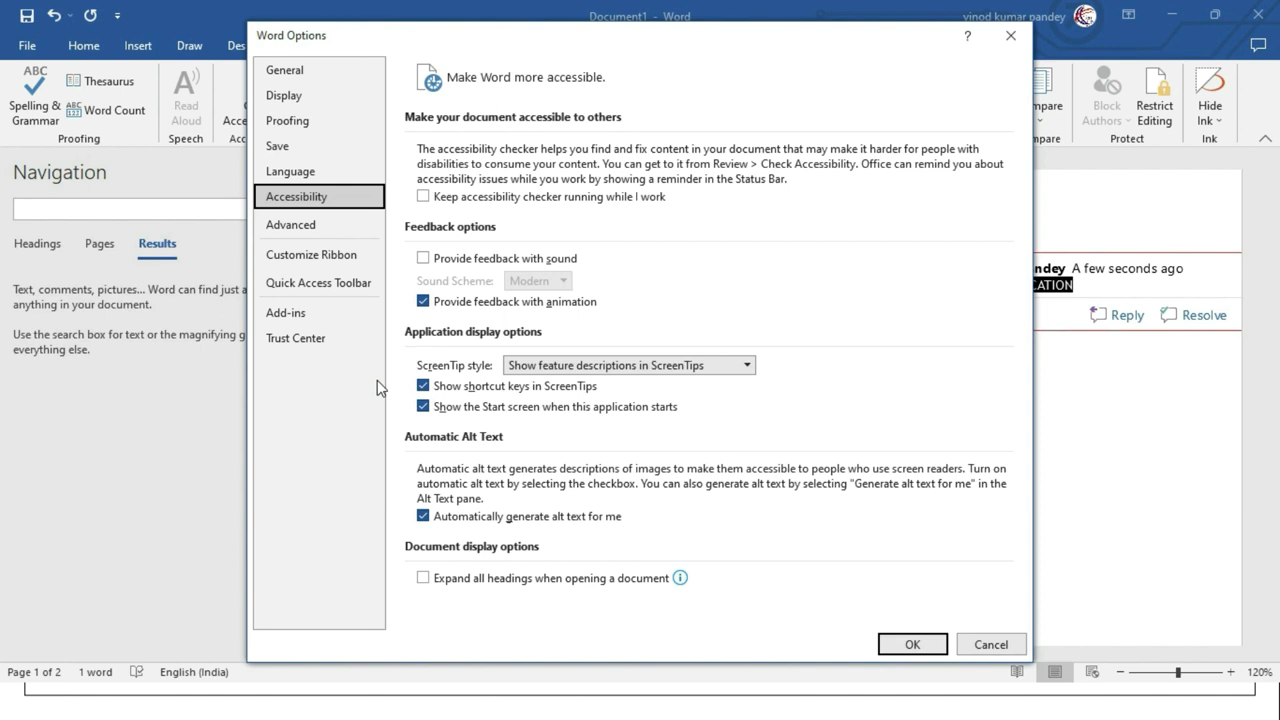 Document1 - Word
vinod kumar pandey
File
Home
Insert
Draw
Des
ABC
Spelling &
Grammar
Thesaurus
ABC
Word Count
Proofing
A
Read
Aloud
Speech
Acce
Ac
mpare
mpare
Block
Authors
Restrict
Editing
Protect
Hide
Ink
Ink
Navigation
Headings
Pages
Results
Text, comments, pictures... Word can find just a
anything in your document.
Use the search box for text or the magnifying g
everything else.
Word Options
?
General
Display
Proofing
Save
Language
Accessibility
Advanced
Customize Ribbon
Quick Access Toolbar
Add-ins
Trust Center
Make Word more accessible.
Make your document accessible to others
The accessibility checker helps you find and fix content in your document that may make it harder for people with
disabilities to consume your content. You can get to it from Review > Check Accessibility. Office can remind you about
accessibility issues while you work by showing a reminder in the Status Bar.
Keep accessibility checker running while I work
Feedback options
Provide feedback with sound
Sound Scheme: Modern
Provide feedback with animation
Application display options
ScreenTip style: Show feature descriptions in ScreenTips
Show shortcut keys in ScreenTips
Show the Start screen when this application starts
Automatic Alt Text
Automatic alt text generates descriptions of images to make them accessible to people who use screen readers. Turn on
automatic alt text by selecting the checkbox. You can also generate alt text by selecting "Generate alt text for me" in the
Alt Text pane.
Automatically generate alt text for me
Document display options
Expand all headings when opening a document
OK
Cancel
ndey A few seconds ago
CATION
Reply
Resolve
Page 1 of 2
1 word
English (India)
120%